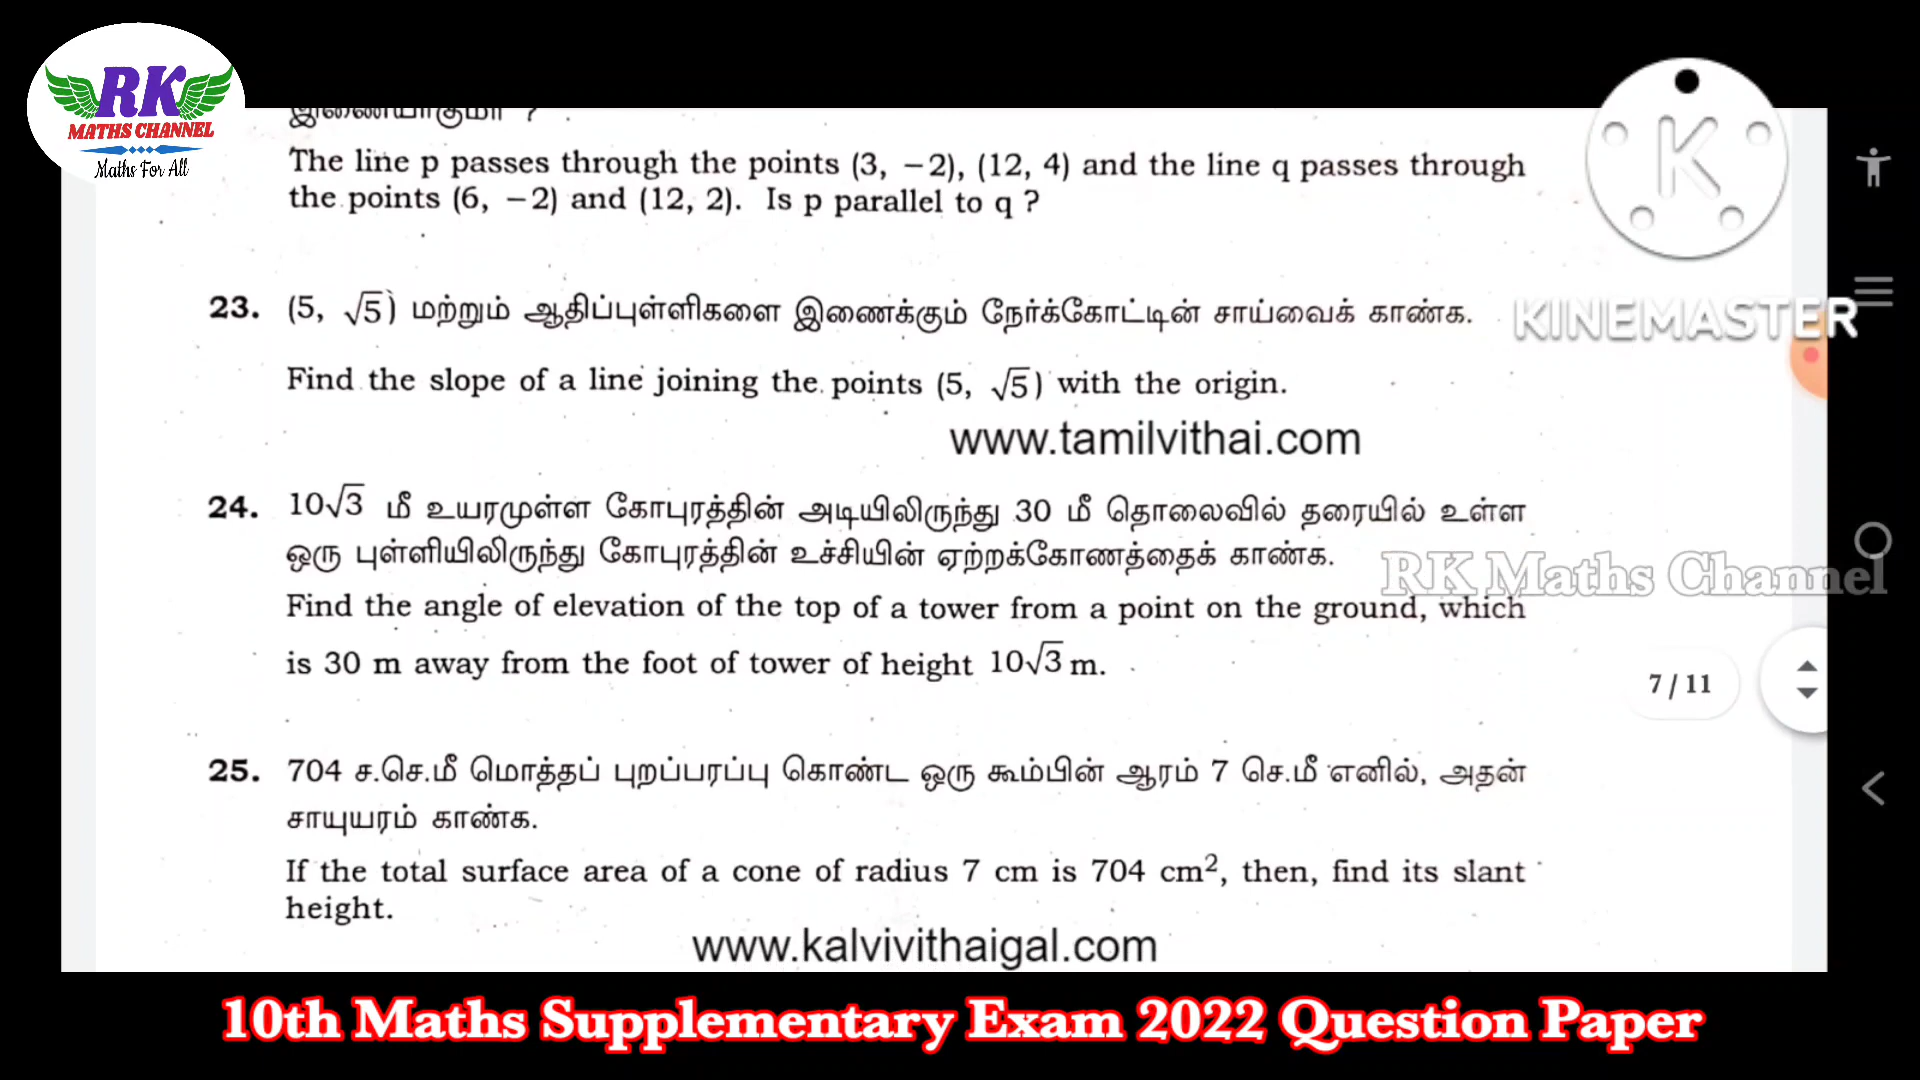 RK
MATHS CHANNEL
Maths For All
இணையாகுமா ?
The line p passes through the points (3, −2), (12, 4) and the line q passes through
the points (6, −2) and (12, 2). Is p parallel to q ?
23. (5, √5) மற்றும் ஆதிப்புள்ளிகளை இணைக்கும் நேர்க்கோட்டின் சாய்வைக் காண்க.
K
KINEMASTER
Find the slope of a line joining the points (5, √5) with the origin.
www.tamilvithai.com
24. 10√3 மீ உயரமுள்ள கோபுரத்தின் அடியிலிருந்து 30 மீ தொலைவில் தரையில் உள்ள
ஒரு புள்ளியிலிருந்து கோபுரத்தின் உச்சியின் ஏற்றக்கோணத்தைக் காண்க.
RK Maths Channel
Find the angle of elevation of the top of a tower from a point on the ground, which
is 30 m away from the foot of tower of height 10√3 m.
7 / 11
25. 704 ச.செ.மீ மொத்தப் புறப்பரப்பு கொண்ட ஒரு கூம்பின் ஆரம் 7 செ.மீ எனில், அதன்
சாயுயரம் காண்க.
If the total surface area of a cone of radius 7 cm is 704 cm², then, find its slant
height.
www.kalvivithaigal.com
10th Maths Supplementary Exam 2022 Question Paper